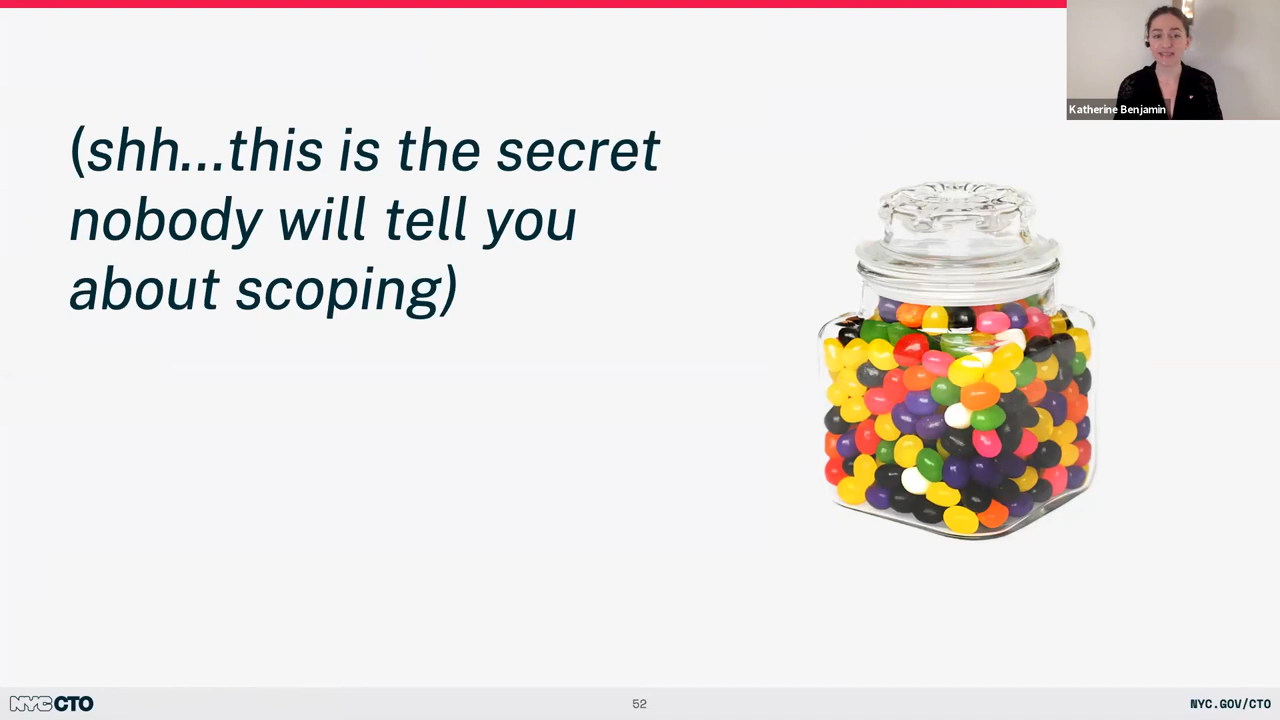 Katherine Benjamin
(shh...this is the secret
nobody will tell you
about scoping)
NYC CTO
52
NYC.GOV/CTO